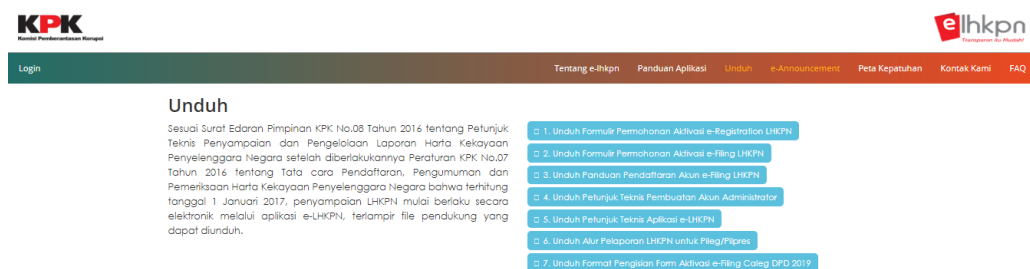 KPK
Komisi Pemberantasan Korupsi
elhkpn
Transparan itu Mudah!
Login
Tentang e-lhkpn
Panduan Aplikasi
Unduh
e-Announcement
Peta Kepatuhan
Kontak Kami
FAQ
Unduh
Sesuai Surat Edaran Pimpinan KPK No.08 Tahun 2016 tentang Petunjuk
Teknis Penyampaian dan Pengelolaan Laporan Harta Kekayaan
Penyelenggara Negara setelah diberlakukannya Peraturan KPK No.07
Tahun 2016 tentang Tata cara Pendaftaran, Pengumuman dan
Pemeriksaan Harta Kekayaan Penyelenggara Negara bahwa terhitung
tanggal 1 Januari 2017, penyampaian LHKPN mulai berlaku secara
elektronik melalui aplikasi e-LHKPN, terlampir file pendukung yang
dapat diunduh.
1. Unduh Formulir Permohonan Aktivasi e-Registration LHKPN
2. Unduh Formulir Permohonan Aktivasi e-Filing LHKPN
3. Unduh Panduan Pendaftaran Akun e-Filing LHKPN
4. Unduh Petunjuk Teknis Pembuatan Akun Administrator
5. Unduh Petunjuk Teknis Aplikasi e-LHKPN
6. Unduh Alur Pelaporan LHKPN untuk Pileg/Pilpres
7. Unduh Format Pengisian Form Aktivasi e-Filing Caleg DPD 2019